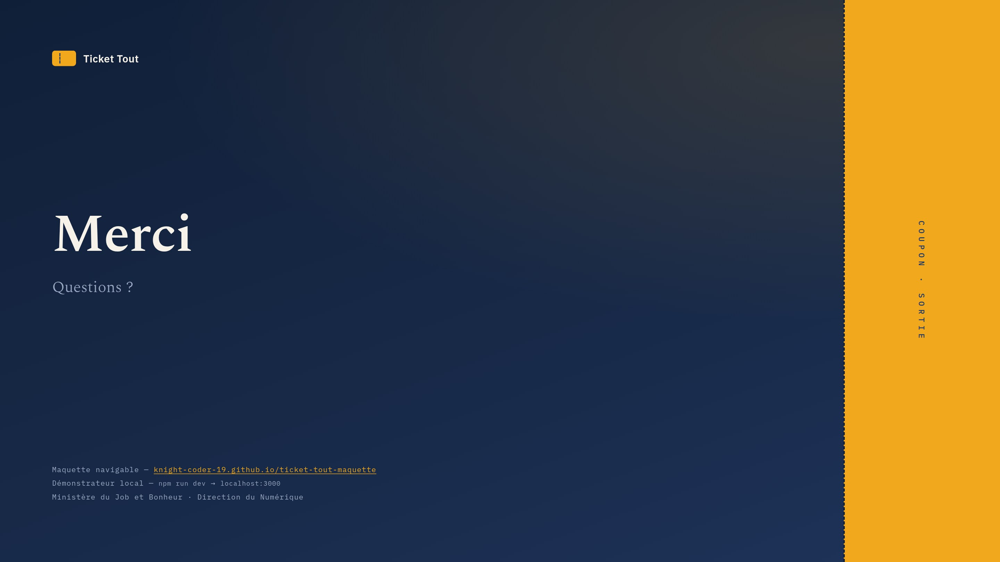 Ticket Tout
Merci
Questions ?
Maquette navigable — knight-coder-19.github.io/ticket-tout-maquette
Démonstrateur local — npm run dev → localhost:3000
Ministère du Job et Bonheur · Direction du Numérique
COUPON · SORTIE